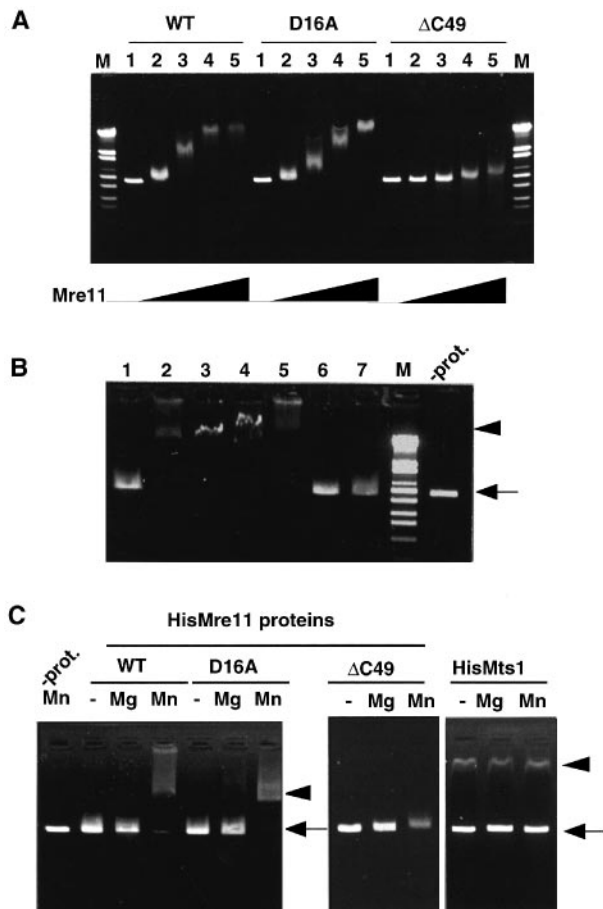 A
WT D16A ΔC49
M 1 2 3 4 5 1 2 3 4 5 1 2 3 4 5 M
Mre11
B
1 2 3 4 5 6 7 M -prot.
C
HisMre11 proteins
-prot. WT D16A ΔC49 HisMts1
Mn - Mg Mn - Mg Mn - Mg Mn - Mg Mn